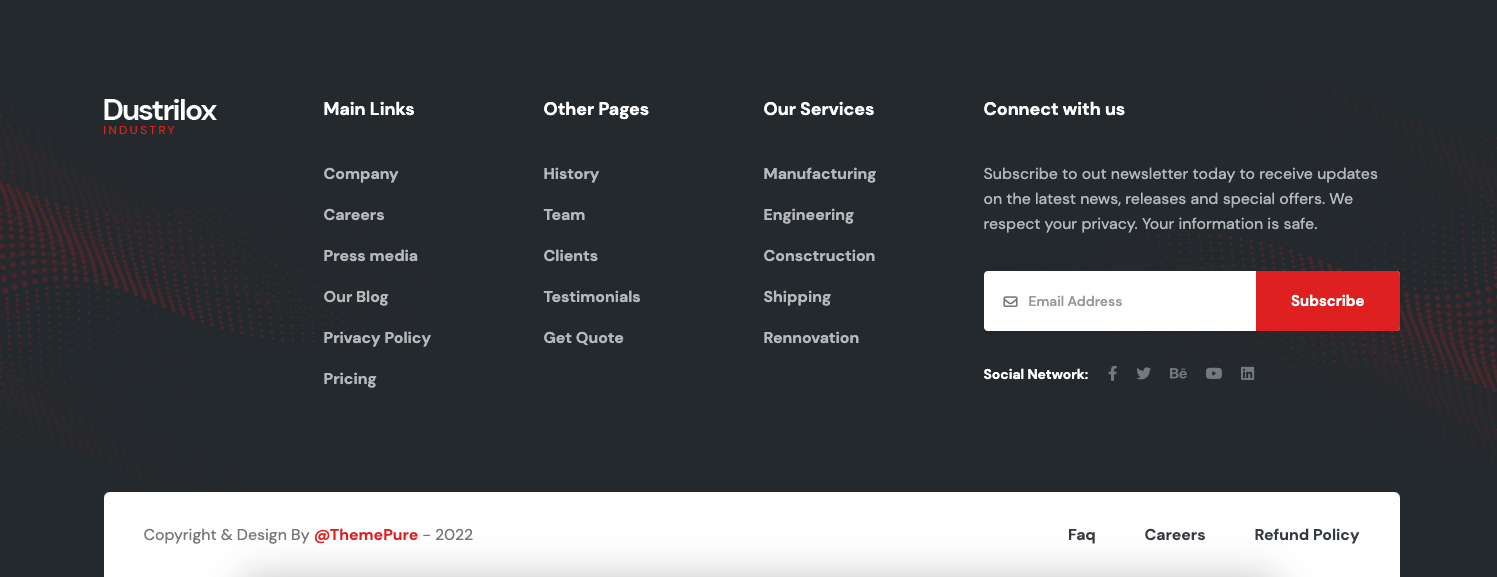 Dustrilox
INDUSTRY
Main Links
Company
Careers
Press media
Our Blog
Privacy Policy
Pricing
Other Pages
History
Team
Clients
Testimonials
Get Quote
Our Services
Manufacturing
Engineering
Consctruction
Shipping
Rennovation
Connect with us
Subscribe to out newsletter today to receive updates
on the latest news, releases and special offers. We
respect your privacy. Your information is safe.
Email Address
Subscribe
Social Network:
Copyright & Design By @ThemePure - 2022
Faq
Careers
Refund Policy